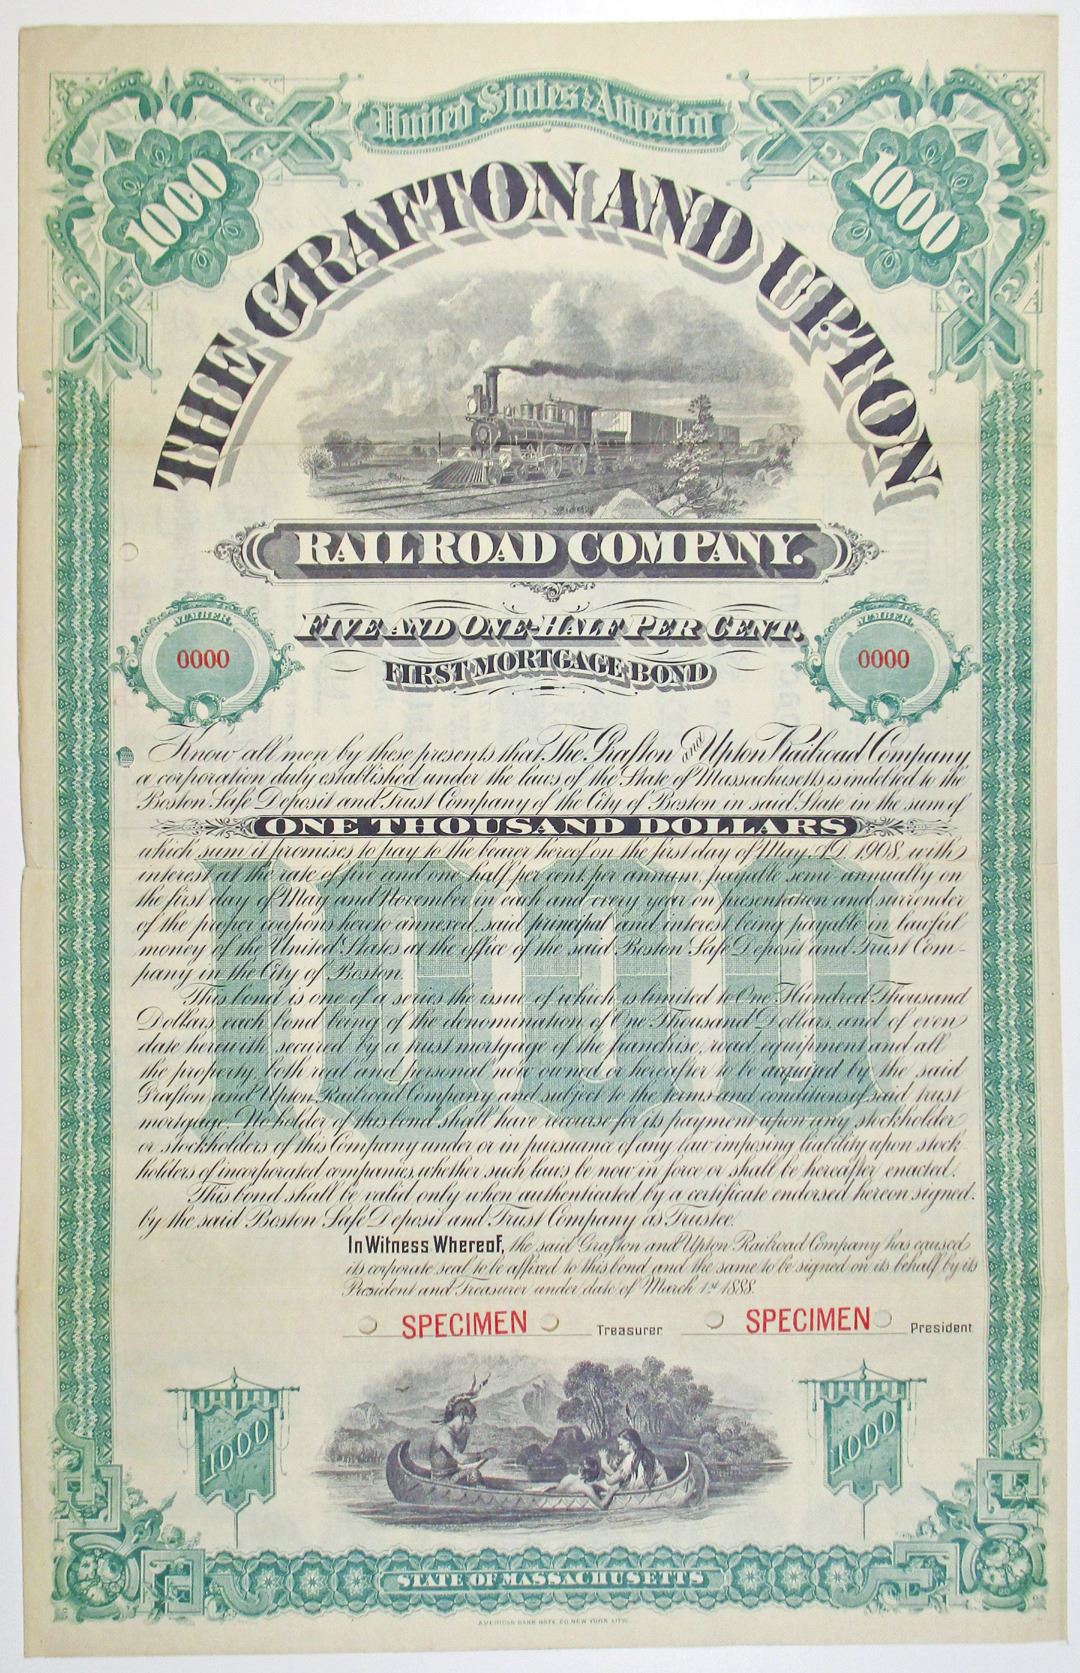 United States of America
1000
1000
THE GRAFTON AND UPTON
RAILROAD COMPANY.
FIVE AND ONE-HALF PER CENT.
FIRST MORTGAGE BOND
NUMBER.
0000
NUMBER.
0000
Know all men by these presents that The Grafton and Upton Railroad Company
a corporation duly established under the laws of the State of Massachusetts is indebted to the
Boston Safe Deposit and Trust Company of the City of Boston in said State in the sum of
ONE THOUSAND DOLLARS
which sum it promises to pay to the bearer hereof on the first day of May A.D. 1908, with
interest at the rate of five and one half per cent. per annum, payable semi-annually on
the first day of May and November in each and every year on presentation and surrender
of the proper coupons hereto annexed, said principal and interest being payable in lawful
money of the United States at the office of the said Boston Safe Deposit and Trust Com-
pany in the City of Boston.
This bond is one of a series the issue of which is limited to One Hundred Thousand
Dollars, each bond being of the denomination of One Thousand Dollars, and of even
date herewith secured by a trust mortgage of the franchise, road, equipment and all
the property both real and personal now owned or hereafter to be acquired by the said
Grafton and Upton Railroad Company and subject to the terms and conditions of said trust
mortgage. No holder of this bond shall have recourse for its payment upon any stockholder
or stockholders of this Company under or in pursuance of any law imposing liability upon stock-
holders of incorporated companies, whether such laws be now in force or shall be hereafter enacted.
This bond shall be valid only when authenticated by a certificate endorsed hereon signed
by the said Boston Safe Deposit and Trust Company as Trustee.
1000
In Witness Whereof, the said Grafton and Upton Railroad Company has caused
its corporate seal to be affixed to this bond and the same to be signed on its behalf by its
President and Treasurer under date of March 1st 1888.
SPECIMEN Treasurer SPECIMEN President
1000
1000
STATE OF MASSACHUSETTS
AMERICAN BANK NOTE CO. NEW YORK. LITH.